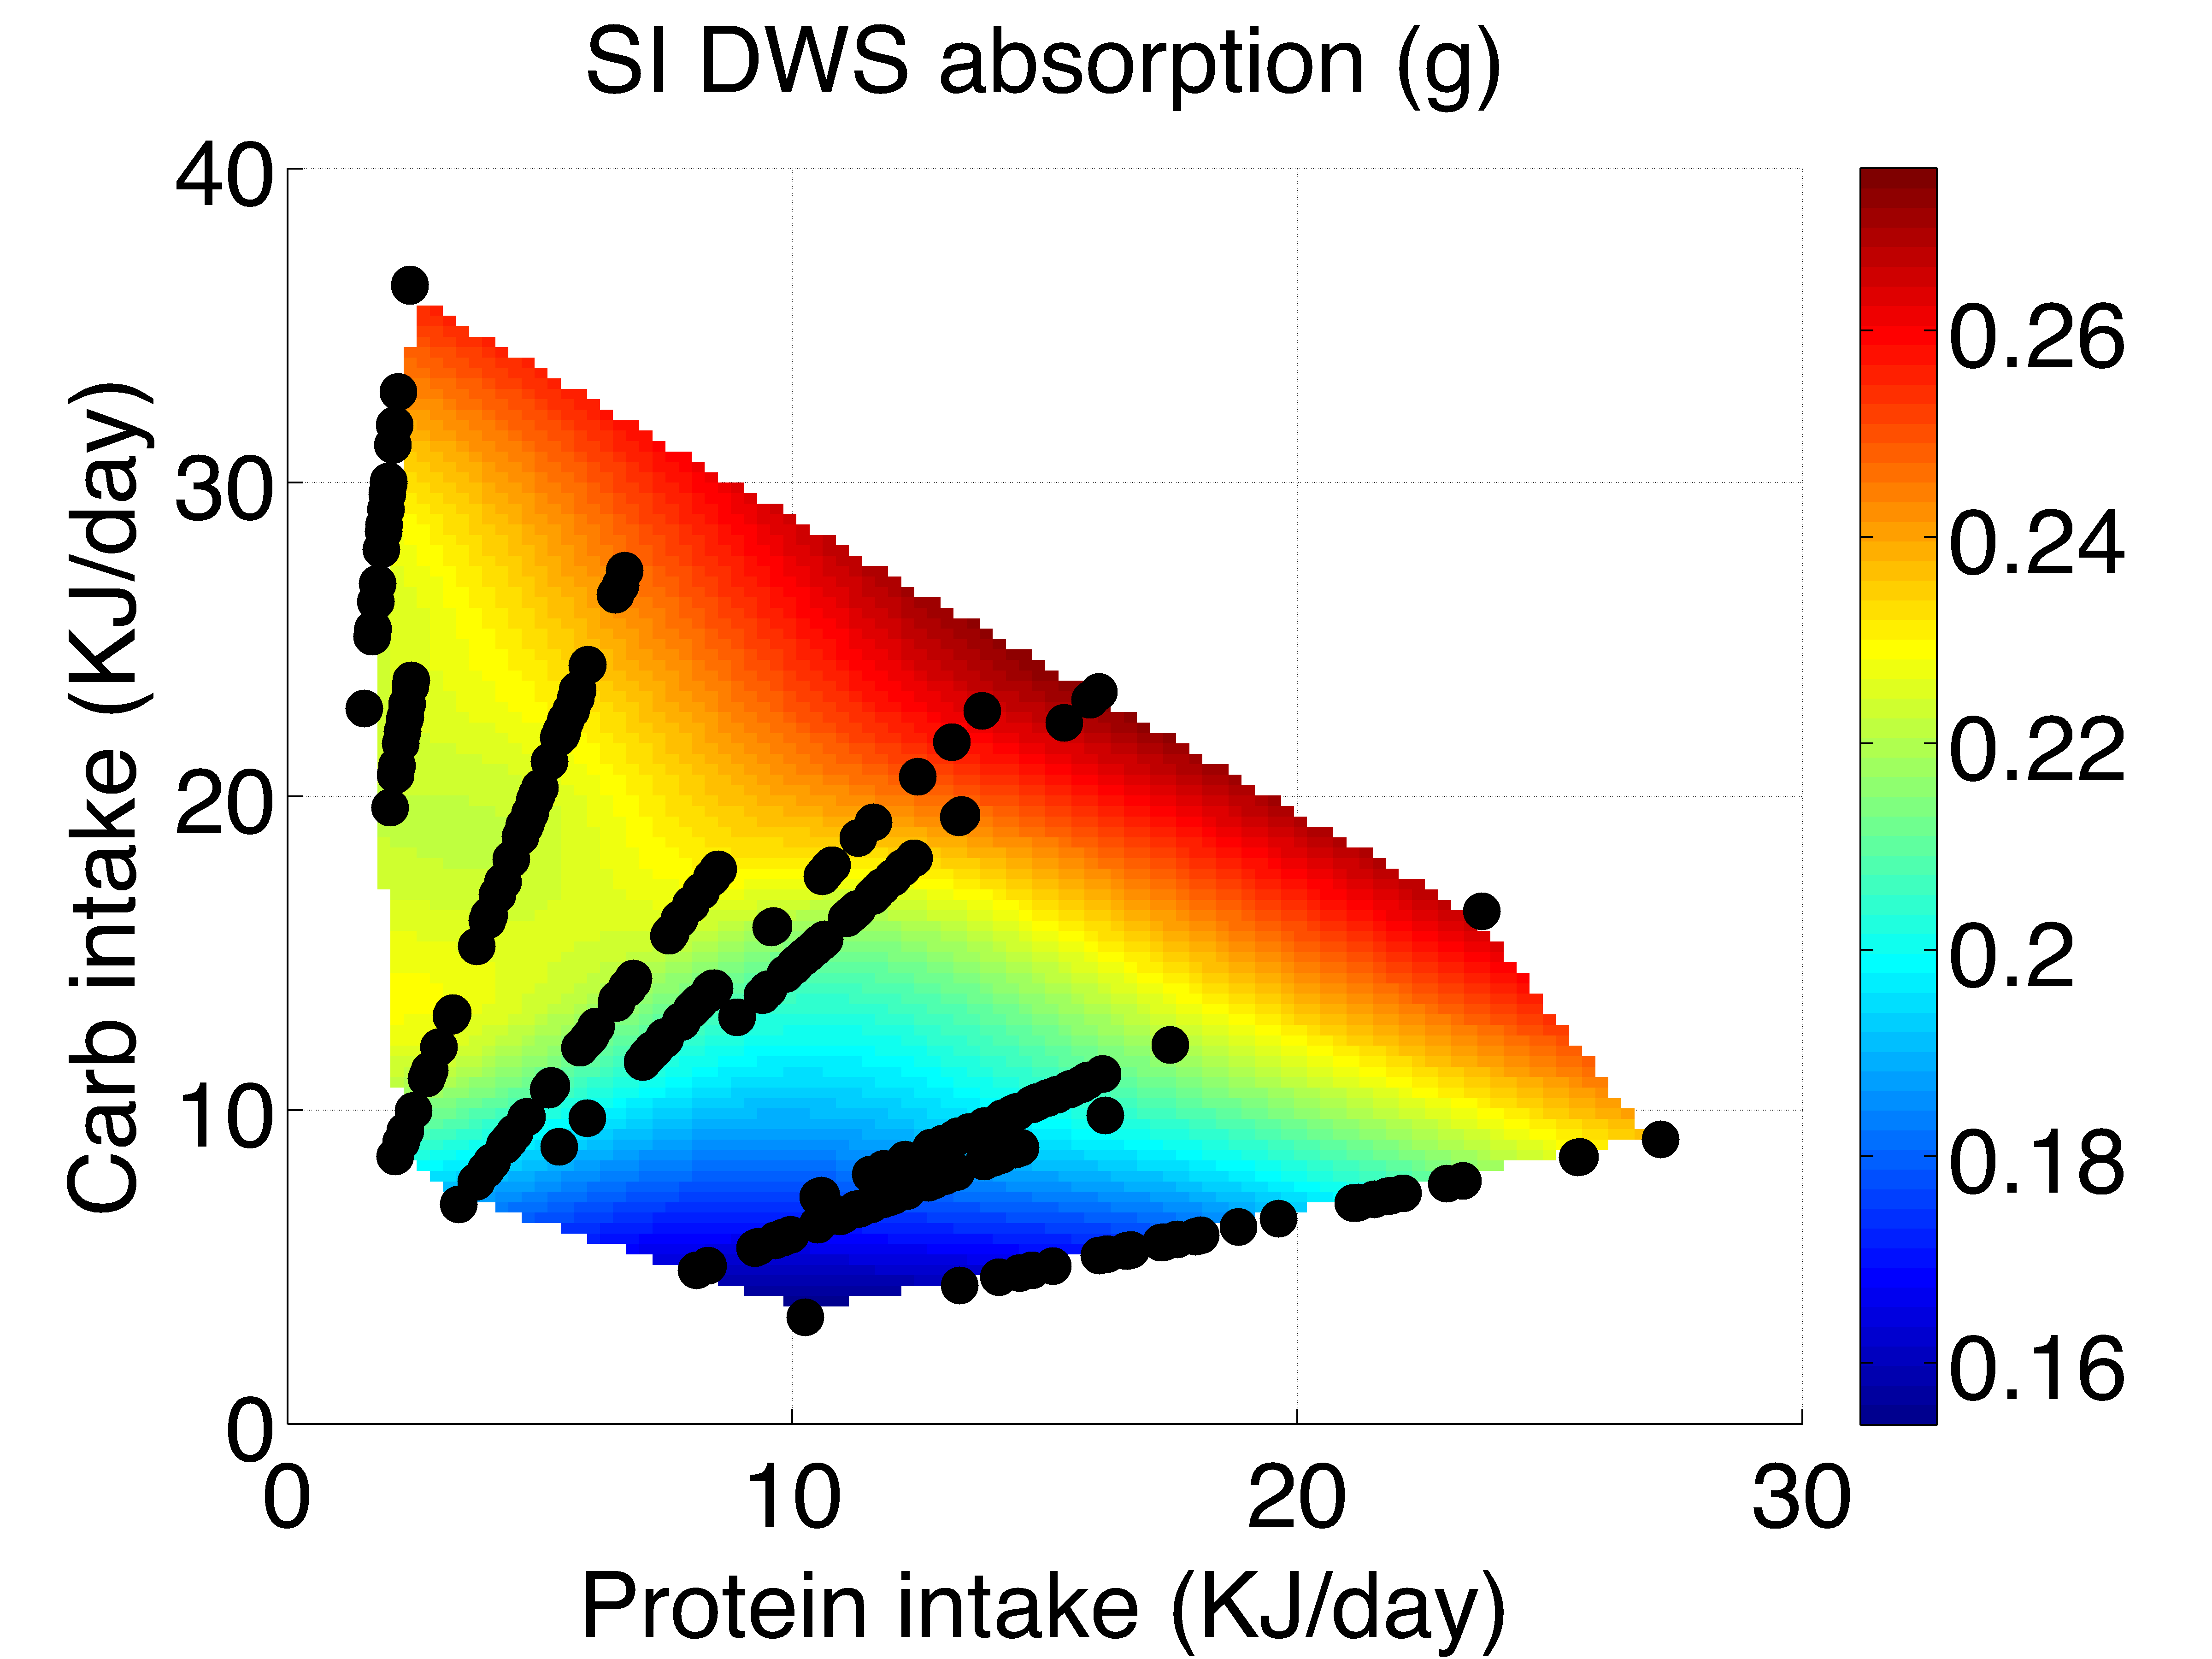 SI DWS absorption (g)
40
30
20
10
0
Carb intake (KJ/day)
0 10 20 30
Protein intake (KJ/day)
0.26
0.24
0.22
0.2
0.18
0.16